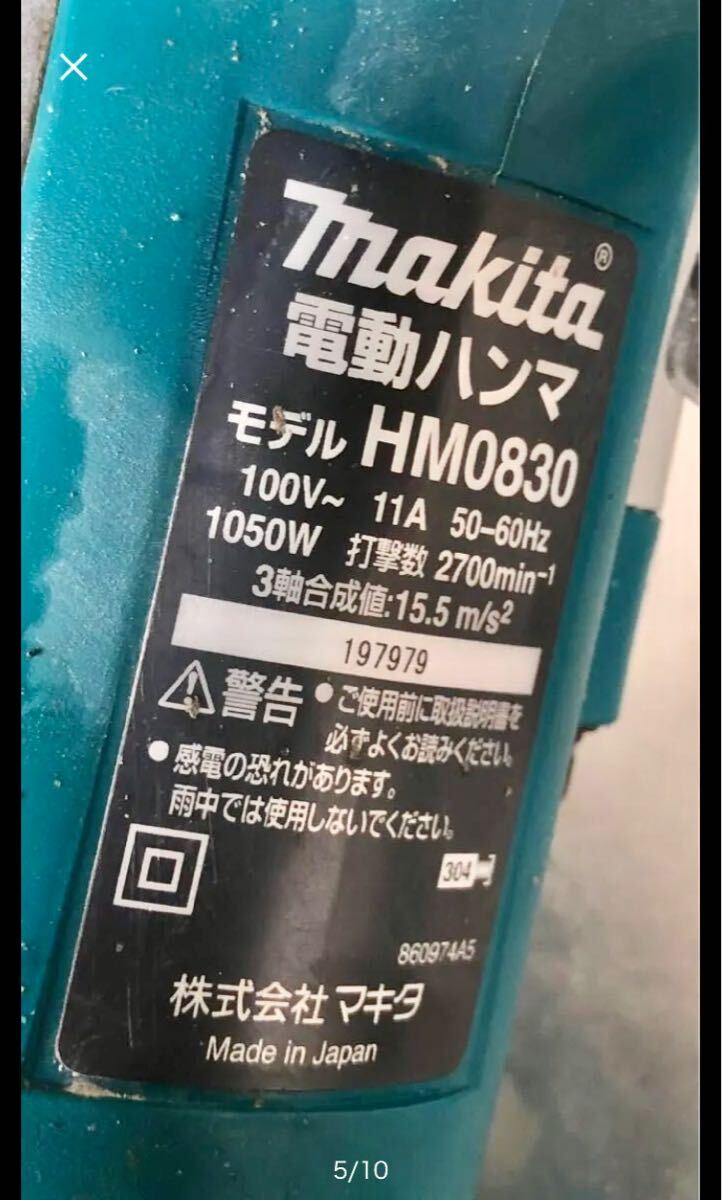 makita®
電動ハンマ
モデル HM0830
100V~ 11A 50-60Hz
1050W 打撃数 2700min-1
3軸合成値:15.5 m/s2
197979
警告 ●ご使用前に取扱説明書を
必ずよくお読みください。
●感電の恐れがあります。
雨中では使用しないでください。
304
860974A5
株式会社 マキタ
Made in Japan
5/10